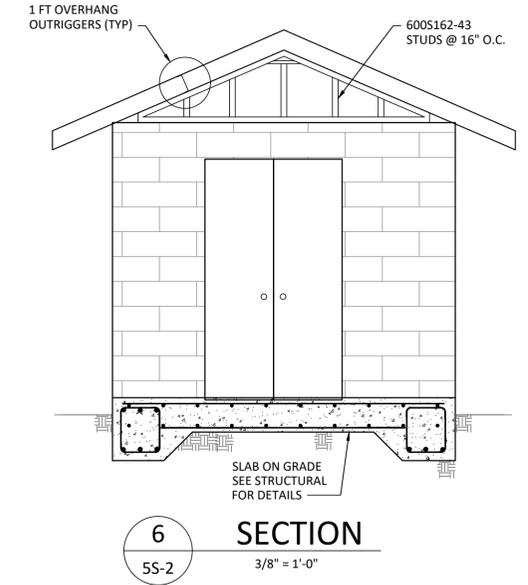 1 FT OVERHANG
OUTRIGGERS (TYP)
600S162-43
STUDS @ 16" O.C.
SLAB ON GRADE
SEE STRUCTURAL
FOR DETAILS
6
5S-2
SECTION
3/8" = 1'-0"